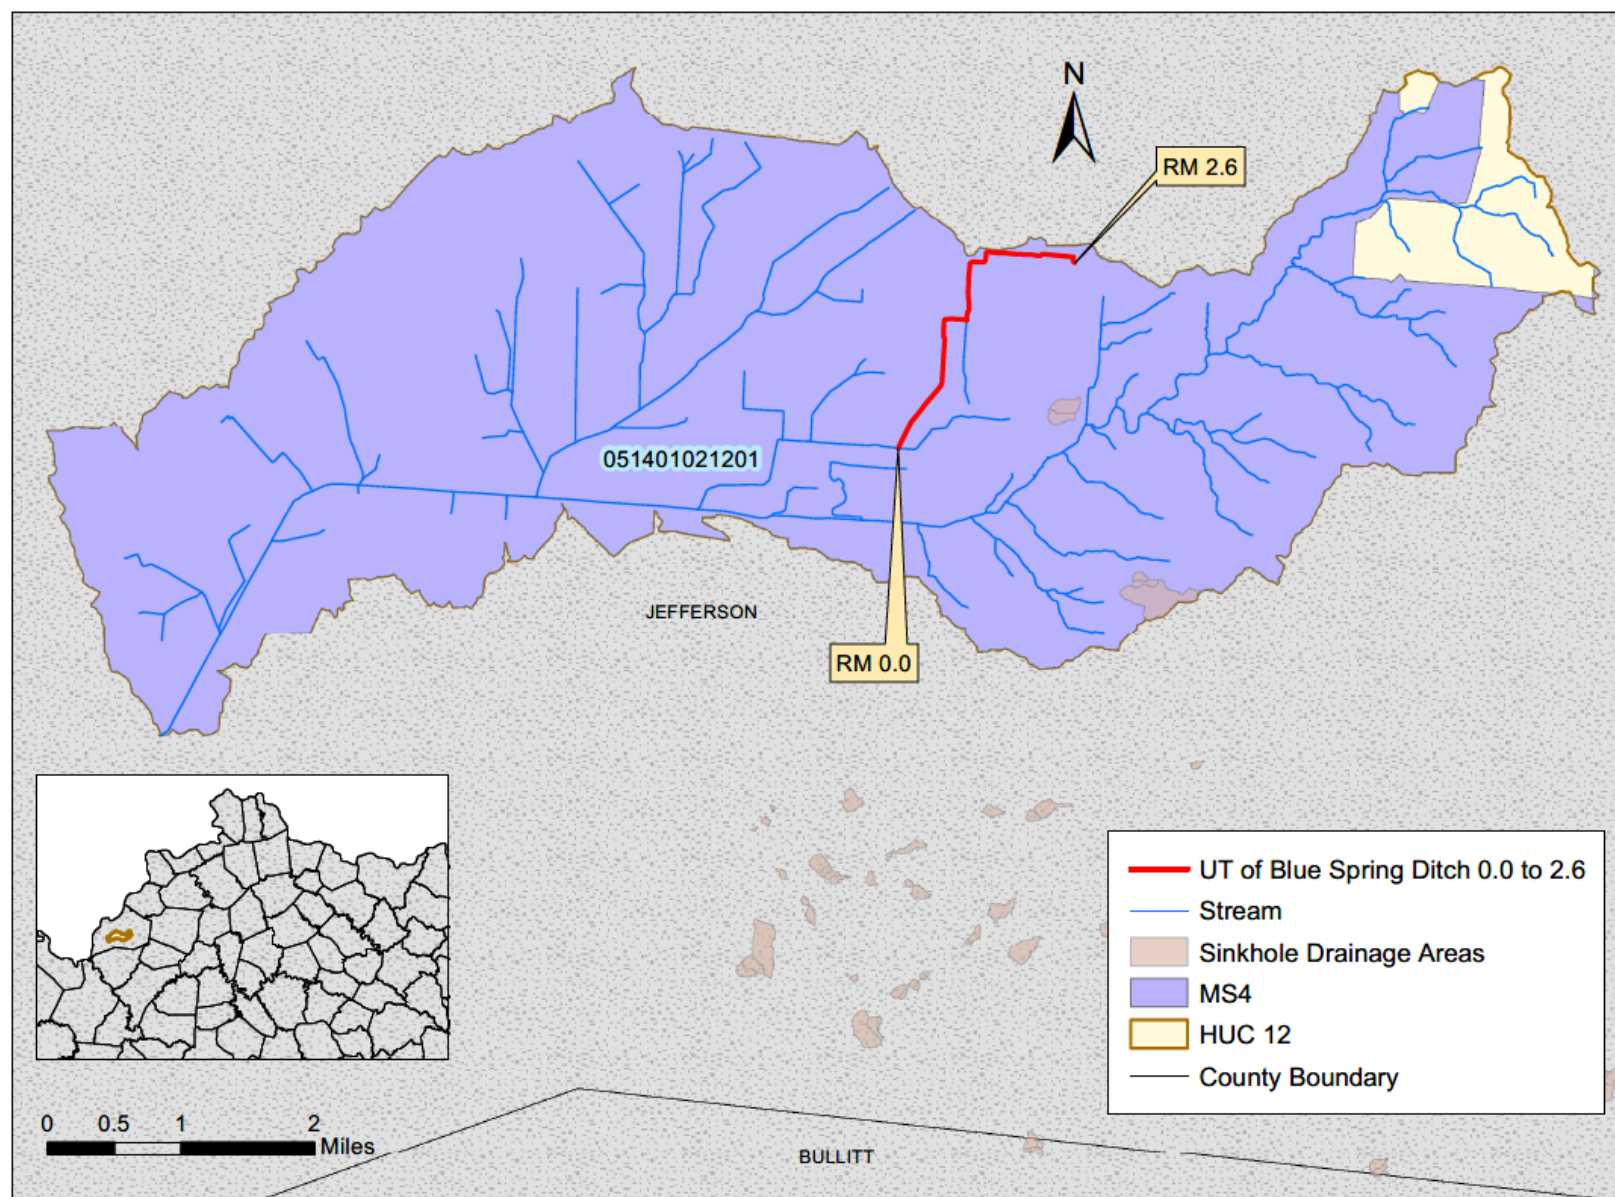 N
RM 2.6
051401021201
JEFFERSON
RM 0.0
UT of Blue Spring Ditch 0.0 to 2.6
Stream
Sinkhole Drainage Areas
MS4
HUC 12
County Boundary
0 0.5 1 2
Miles
BULLITT